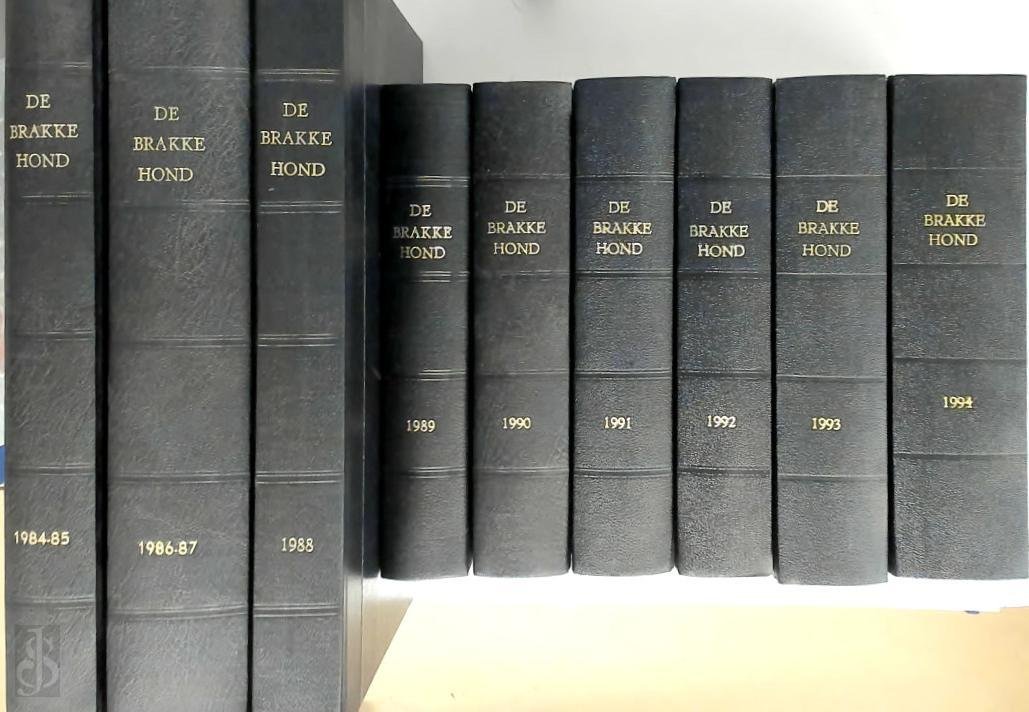 DE
BRAKKE
HOND
1984-85
DE
BRAKKE
HOND
1986-87
DE
BRAKKE
HOND
1988
DE
BRAKKE
HOND
1989
DE
BRAKKE
HOND
1990
DE
BRAKKE
HOND
1991
DE
BRAKKE
HOND
1992
DE
BRAKKE
HOND
1993
DE
BRAKKE
HOND
1994